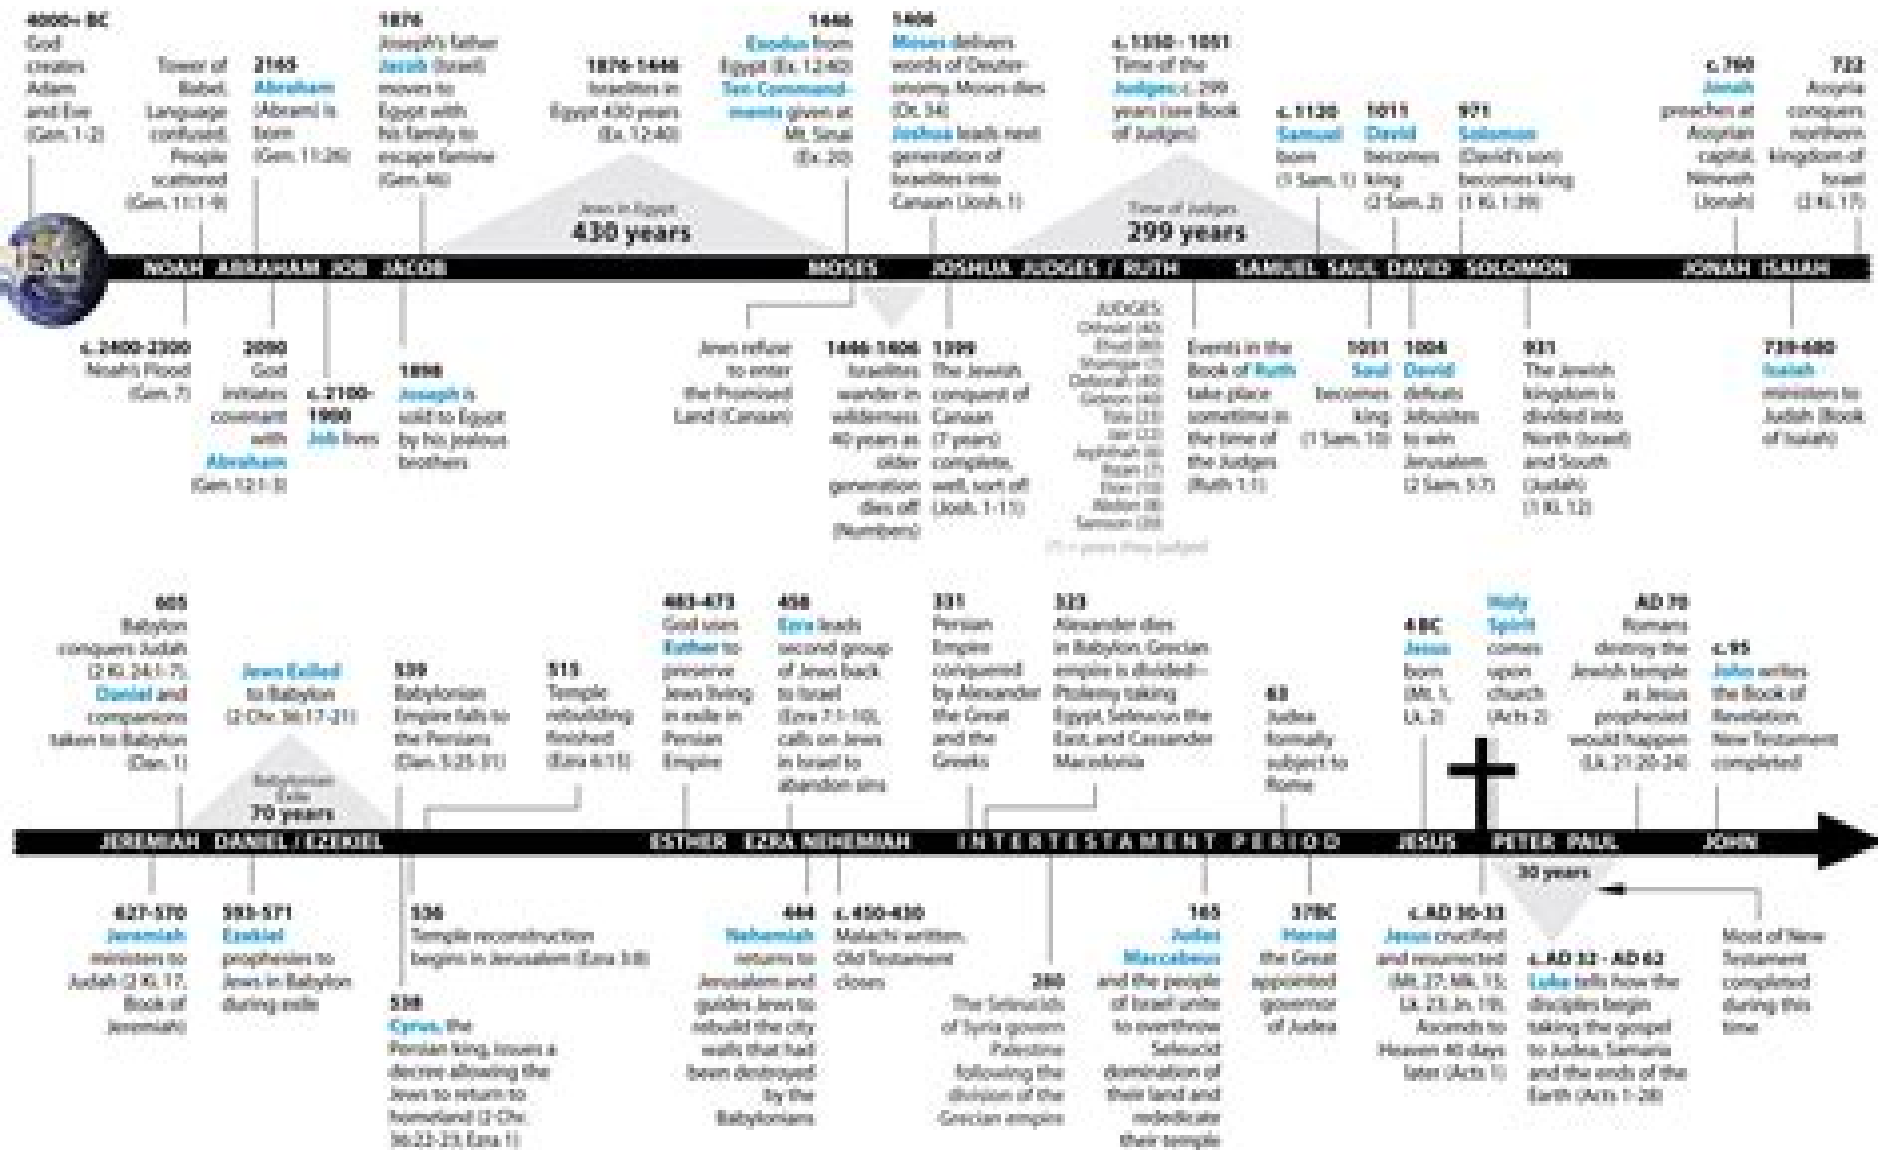 4000+ BC
God
creates
Adam
and Eve
(Gen. 1-2)
Tower of
Babel.
Language
confused,
People
scattered
(Gen. 11:1-9)
2165
Abraham
(Abram) is
born
(Gen. 11:26)
1876
Joseph's father
Jacob (Israel)
moves to
Egypt with
his family to
escape famine
(Gen. 46)
1876-1446
Israelites in
Egypt 430 years
(Ex. 12:40)
Jews in Egypt
430 years
1446
Exodus from
Egypt (Ex. 12:40)
Ten Command-
ments given at
Mt. Sinai
(Ex. 20)
1406
Moses delivers
words of Deuter-
onomy. Moses dies
(Dt. 34)
Joshua leads next
generation of
Israelites into
Canaan (Josh. 1)
c. 1350 - 1051
Time of the
Judges: c. 299
years (see Book
of Judges)
Time of Judges
299 years
c. 1120
Samuel
born
(1 Sam. 1)
1011
David
becomes
king
(2 Sam. 2)
971
Solomon
(David's son)
becomes king
(1 Ki. 1:39)
c. 760
Jonah
preaches at
Assyrian
capital,
Nineveh
(Jonah)
722
Assyria
conquers
northern
kingdom of
Israel
(2 Ki. 17)
NOAH ABRAHAM JOB JACOB MOSES JOSHUA JUDGES / RUTH SAMUEL SAUL DAVID SOLOMON JONAH ISAIAH
c. 2400-2300
Noah's Flood
(Gen. 7)
2090
God
initiates
covenant
with
Abraham
(Gen. 12:1-3)
c. 2100-
1900
Job lives
1898
Joseph is
sold to Egypt
by his jealous
brothers
Jews refuse
to enter
the Promised
Land (Canaan)
1446-1406
Israelites
wander in
wilderness
40 years as
older
generation
dies off
(Numbers)
1399
The Jewish
conquest of
Canaan
(7 years)
complete,
well, sort of!
(Josh. 1-11)
JUDGES:
Othniel (40)
Ehud (80)
Shamgar (?)
Deborah (40)
Gideon (40)
Tola (23)
Jair (22)
Jephthah (6)
Ibzan (7)
Elon (10)
Abdon (8)
Samson (20)
(?) = years they judged
Events in the
Book of Ruth
take place
sometime in
the time of
the Judges
(Ruth 1:1)
1051
Saul
becomes
king
(1 Sam. 10)
1004
David
defeats
Jebusites
to win
Jerusalem
(2 Sam. 5:7)
931
The Jewish
kingdom is
divided into
North (Israel)
and South
(Judah)
(1 Ki. 12)
739-680
Isaiah
ministers to
Judah (Book
of Isaiah)
605
Babylon
conquers Judah
(2 Ki. 24:1-7).
Daniel and
companions
taken to Babylon
(Dan. 1)
Jews Exiled
to Babylon
(2 Chr. 36:17-21)
Babylonian
Exile
70 years
539
Babylonian
Empire falls to
the Persians
(Dan. 5:25-31)
515
Temple
rebuilding
finished
(Ezra 6:15)
483-473
God uses
Esther to
preserve
Jews living
in exile in
Persian
Empire
458
Ezra leads
second group
of Jews back
to Israel
(Ezra 7:1-10),
calls on Jews
in Israel to
abandon sins
331
Persian
Empire
conquered
by Alexander
the Great
and the
Greeks
323
Alexander dies
in Babylon. Grecian
empire is divided—
Ptolemy taking
Egypt, Seleucus the
East, and Cassander
Macedonia
63
Judea
formally
subject to
Rome
4 BC
Jesus
born
(Mt. 1,
Lk. 2)
Holy
Spirit
comes
upon
church
(Acts 2)
AD 70
Romans
destroy the
Jewish temple
as Jesus
prophesied
would happen
(Lk. 21:20-24)
c. 95
John writes
the Book of
Revelation.
New Testament
completed
JEREMIAH DANIEL / EZEKIEL ESTHER EZRA NEHEMIAH INTERTESTAMENT PERIOD JESUS PETER PAUL JOHN
627-570
Jeremiah
ministers to
Judah (2 Ki. 17,
Book of
Jeremiah)
593-571
Ezekiel
prophesies to
Jews in Babylon
during exile
536
Temple reconstruction
begins in Jerusalem (Ezra 3:8)
538
Cyrus, the
Persian king, issues a
decree allowing the
Jews to return to
homeland (2 Chr.
36:22-23, Ezra 1)
444
Nehemiah
returns to
Jerusalem and
guides Jews to
rebuild the city
walls that had
been destroyed
by the
Babylonians
c. 450-430
Malachi written.
Old Testament
closes
280
The Seleucids
of Syria govern
Palestine
following the
division of the
Grecian empire
165
Judas
Maccabeus
and the people
of Israel unite
to overthrow
Seleucid
domination of
their land and
rededicate
their temple
37BC
Herod
the Great
appointed
governor
of Judea
c. AD 30-33
Jesus crucified
and resurrected
(Mt. 27; Mk. 15;
Lk. 23; Jn. 19).
Ascends to
Heaven 40 days
later (Acts 1)
30 years
c. AD 32 - AD 62
Luke tells how the
disciples begin
taking the gospel
to Judea, Samaria
and the ends of the
Earth (Acts 1-28)
Most of New
Testament
completed
during this
time